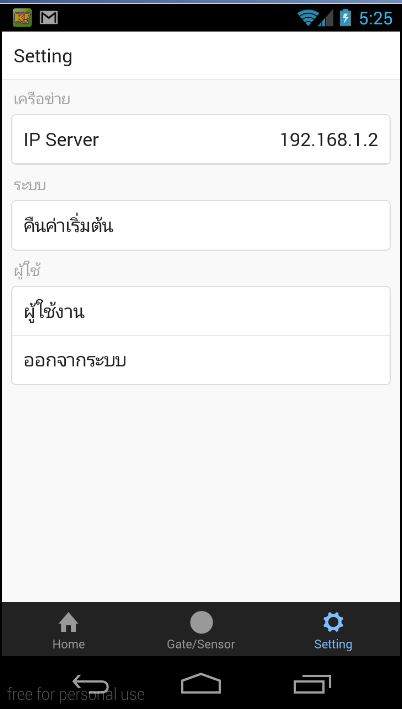 5:25
Setting
เครือข่าย
IP Server 192.168.1.2
ระบบ
คืนค่าเริ่มต้น
ผู้ใช้
ผู้ใช้งาน
ออกจากระบบ
Home Gate/Sensor Setting
free for personal use